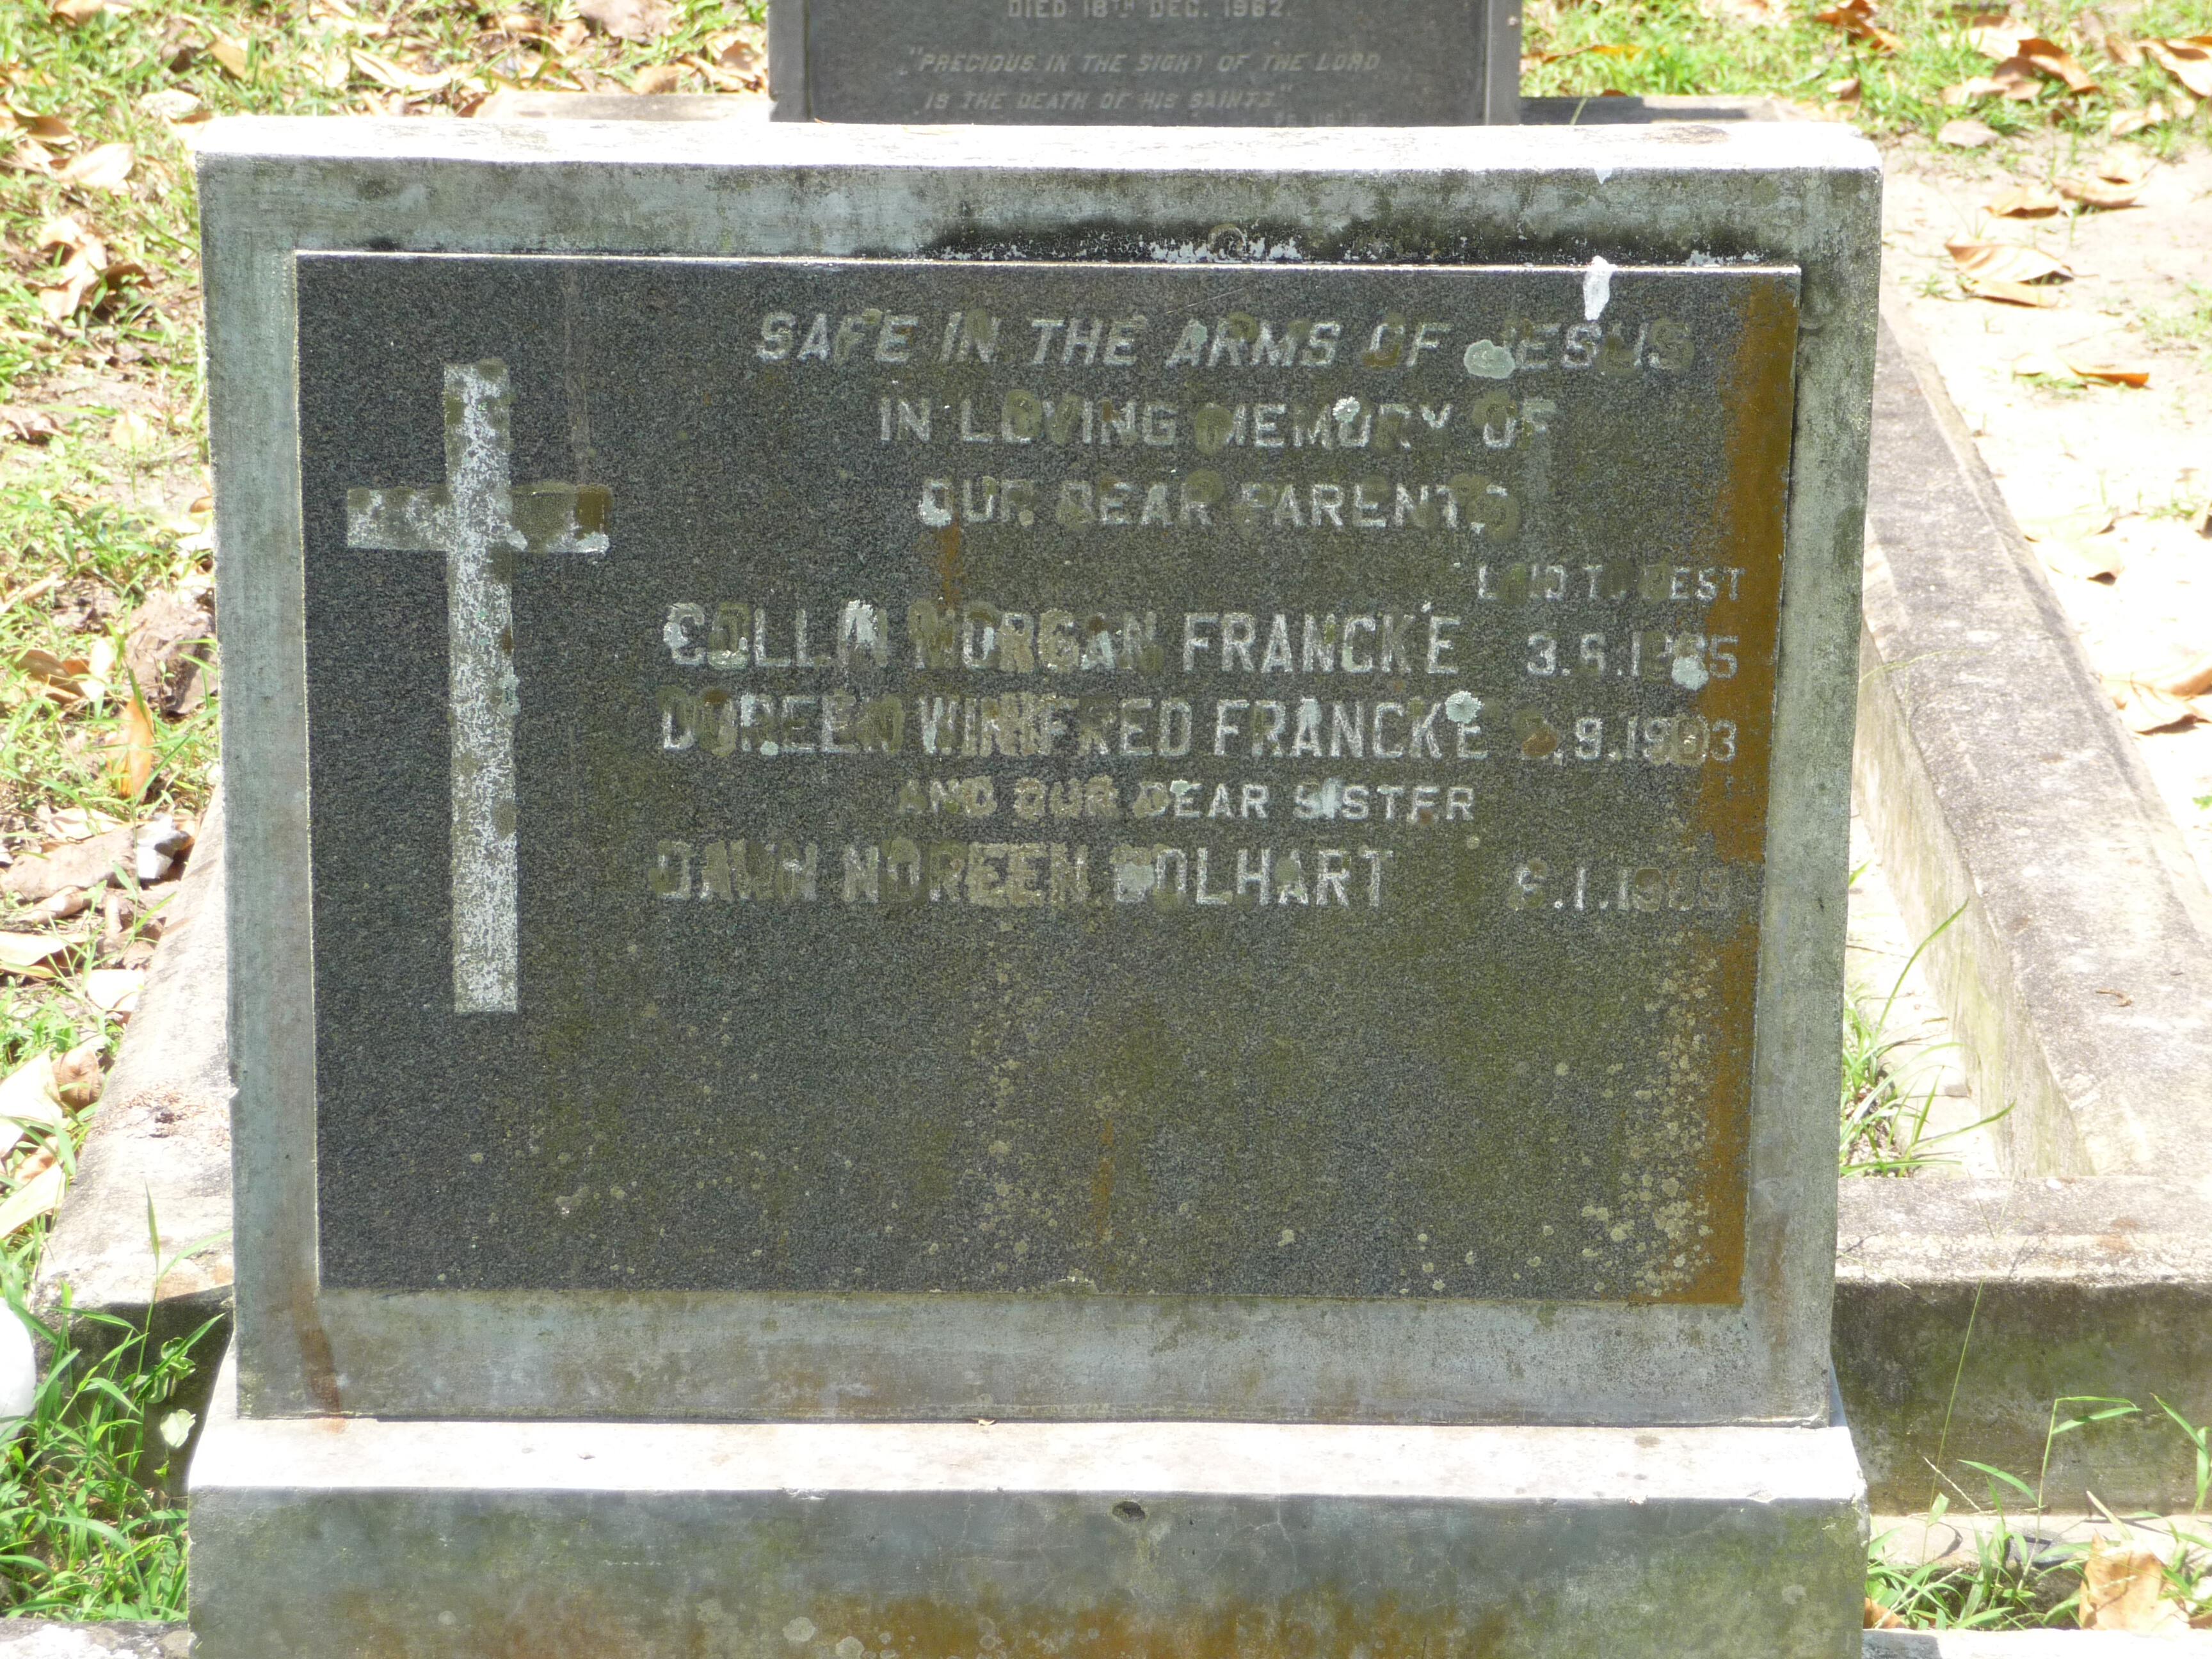 DIED 18TH DEC. 1962.
"PRECIOUS IN THE SIGHT OF THE LORD
IS THE DEATH OF HIS SAINTS."
SAFE IN THE ARMS OF JESUS
IN LOVING MEMORY OF
OUR DEAR PARENTS
LAID TO REST
COLLIN MORGAN FRANCKE
DOREEN WINIFRED FRANCKE
AND OUR DEAR SISTER
DAWN NOREEN